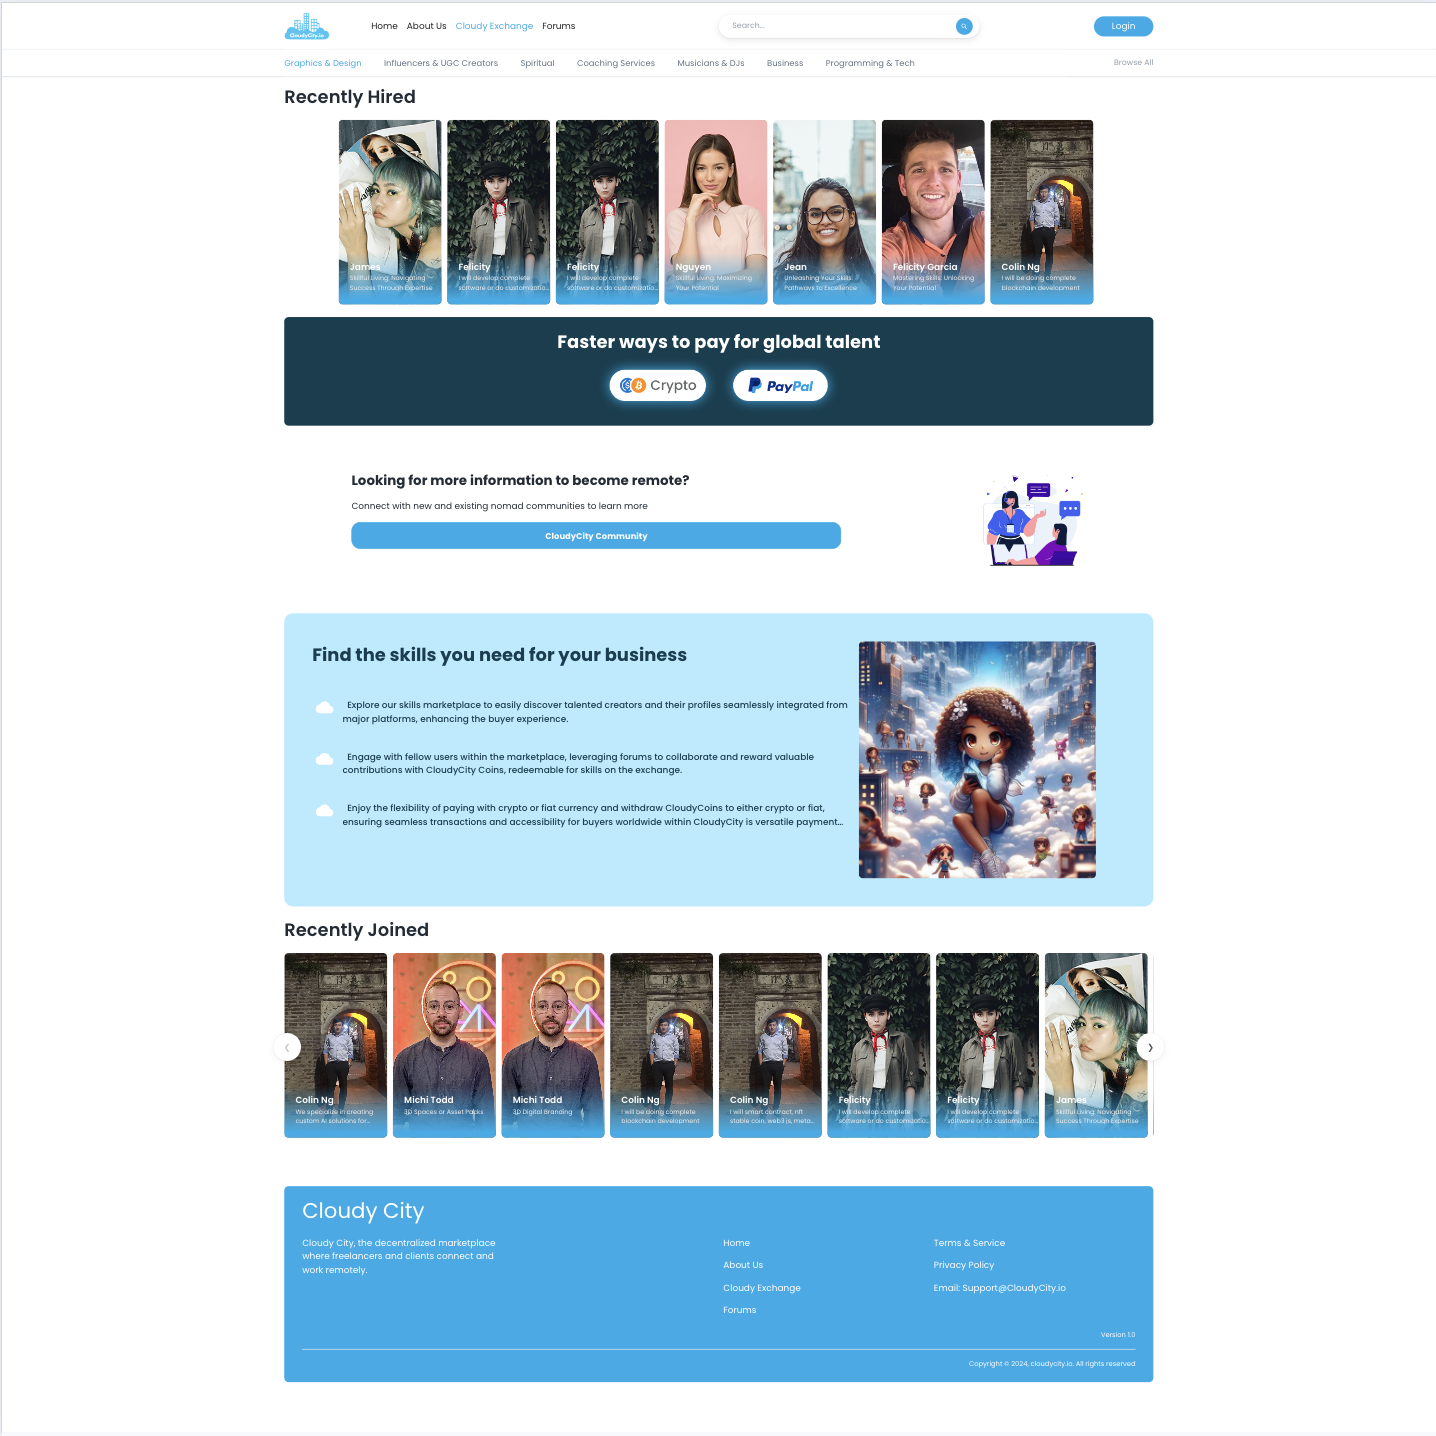 CloudyCity.io
Home About Us Cloudy Exchange Forums
Search...
Login
Graphics & Design Influencers & UGC Creators Spiritual Coaching Services Musicians & DJs Business Programming & Tech Browse All
Recently Hired
James
Skillful Living: Navigating
Success Through Expertise
Felicity
I will develop complete
software or do customizatio...
Felicity
I will develop complete
software or do customizatio...
Nguyen
Skillful Living: Maximizing
Your Potential
Jean
Unleashing Your Skills:
Pathways to Excellence
Felicity Garcia
Mastering Skills: Unlocking
Your Potential
Colin Ng
I will be doing complete
blockchain development
Faster ways to pay for global talent
Crypto
PayPal
Looking for more information to become remote?
Connect with new and existing nomad communities to learn more
CloudyCity Community
Find the skills you need for your business
Explore our skills marketplace to easily discover talented creators and their profiles seamlessly integrated from
major platforms, enhancing the buyer experience.
Engage with fellow users within the marketplace, leveraging forums to collaborate and reward valuable
contributions with CloudyCity Coins, redeemable for skills on the exchange.
Enjoy the flexibility of paying with crypto or fiat currency and withdraw CloudyCoins to either crypto or fiat,
ensuring seamless transactions and accessibility for buyers worldwide within CloudyCity is versatile payment...
Recently Joined
Colin Ng
We specialize in creating
custom AI solutions for...
Michi Todd
3D Spaces or Asset Packs
Michi Todd
3D Digital Branding
Colin Ng
I will be doing complete
blockchain development
Colin Ng
I will smart contract, nft
stable coin, web3 js, meta...
Felicity
I will develop complete
software or do customizatio...
Felicity
I will develop complete
software or do customizatio...
James
Skillful Living: Navigating
Success Through Expertise
Cloudy City
Cloudy City, the decentralized marketplace
where freelancers and clients connect and
work remotely.
Home
About Us
Cloudy Exchange
Forums
Terms & Service
Privacy Policy
Email: Support@CloudyCity.io
Version 1.0
Copyright © 2024, cloudycity.io. All rights reserved